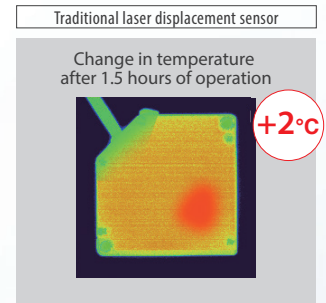 Traditional laser displacement sensor
Change in temperature
after 1.5 hours of operation
+2°C